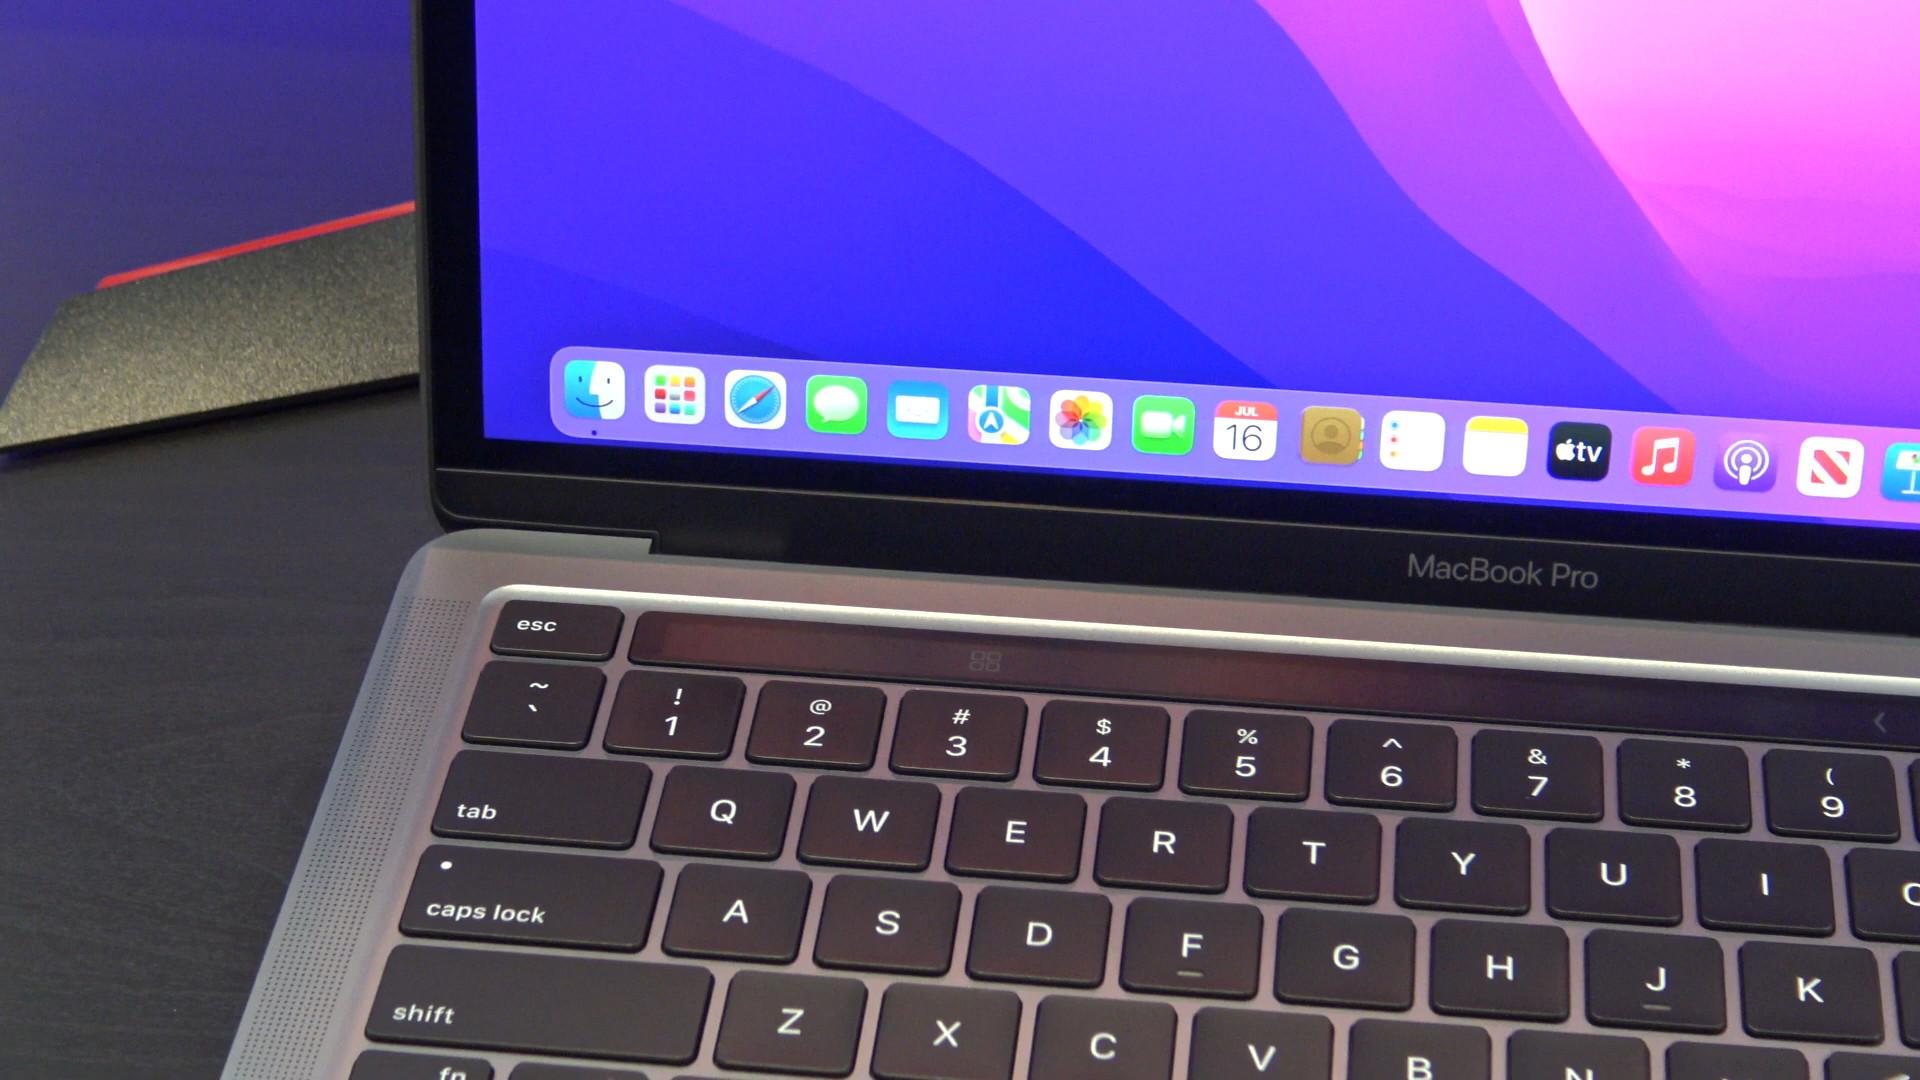 JUL
16
tv
MacBook Pro
esc
~
`
!
1
@
2
#
3
$
4
%
5
^
6
&
7
*
8
(
9
tab
Q
W
E
R
T
Y
U
I
caps lock
A
S
D
F
G
H
J
K
shift
Z
X
C
V
B
N
fn